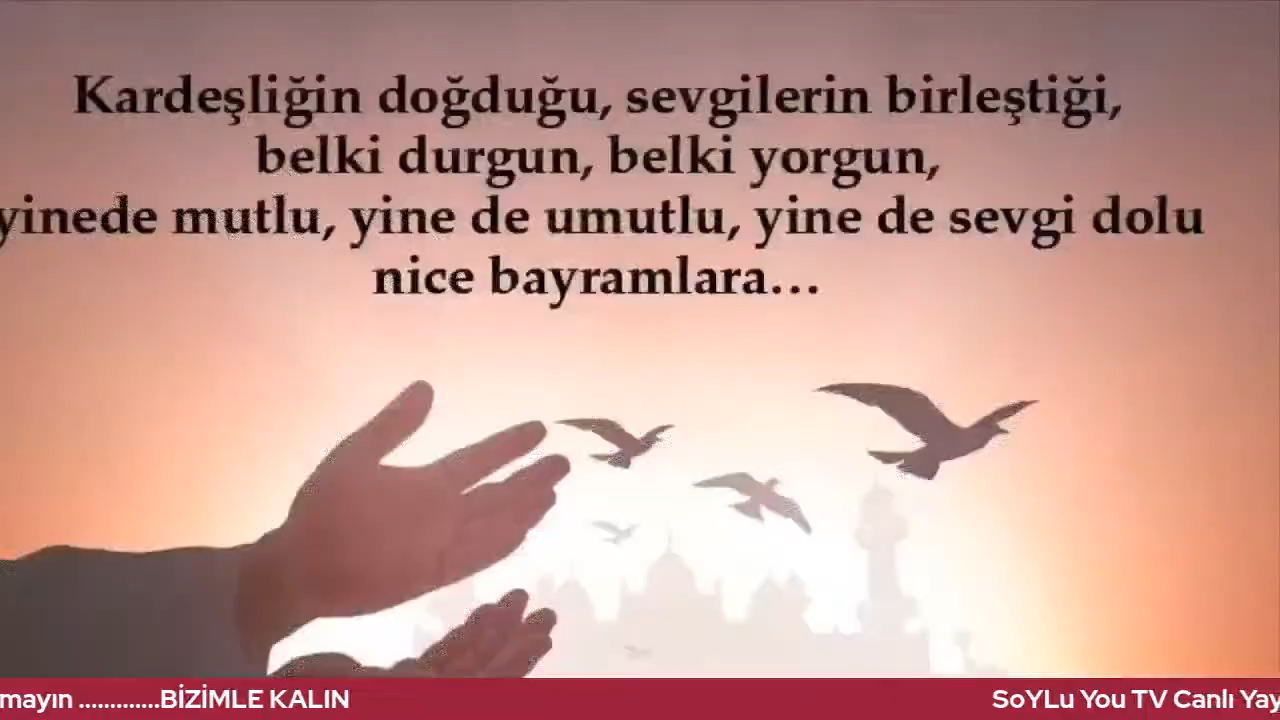 Kardeşliğin doğduğu, sevgilerin birleştiği,
belki durgun, belki yorgun,
yinede mutlu, yine de umutlu, yine de sevgi dolu
nice bayramlara...
mayın .............BİZİMLE KALIN
SoYLu You TV Canlı Yay